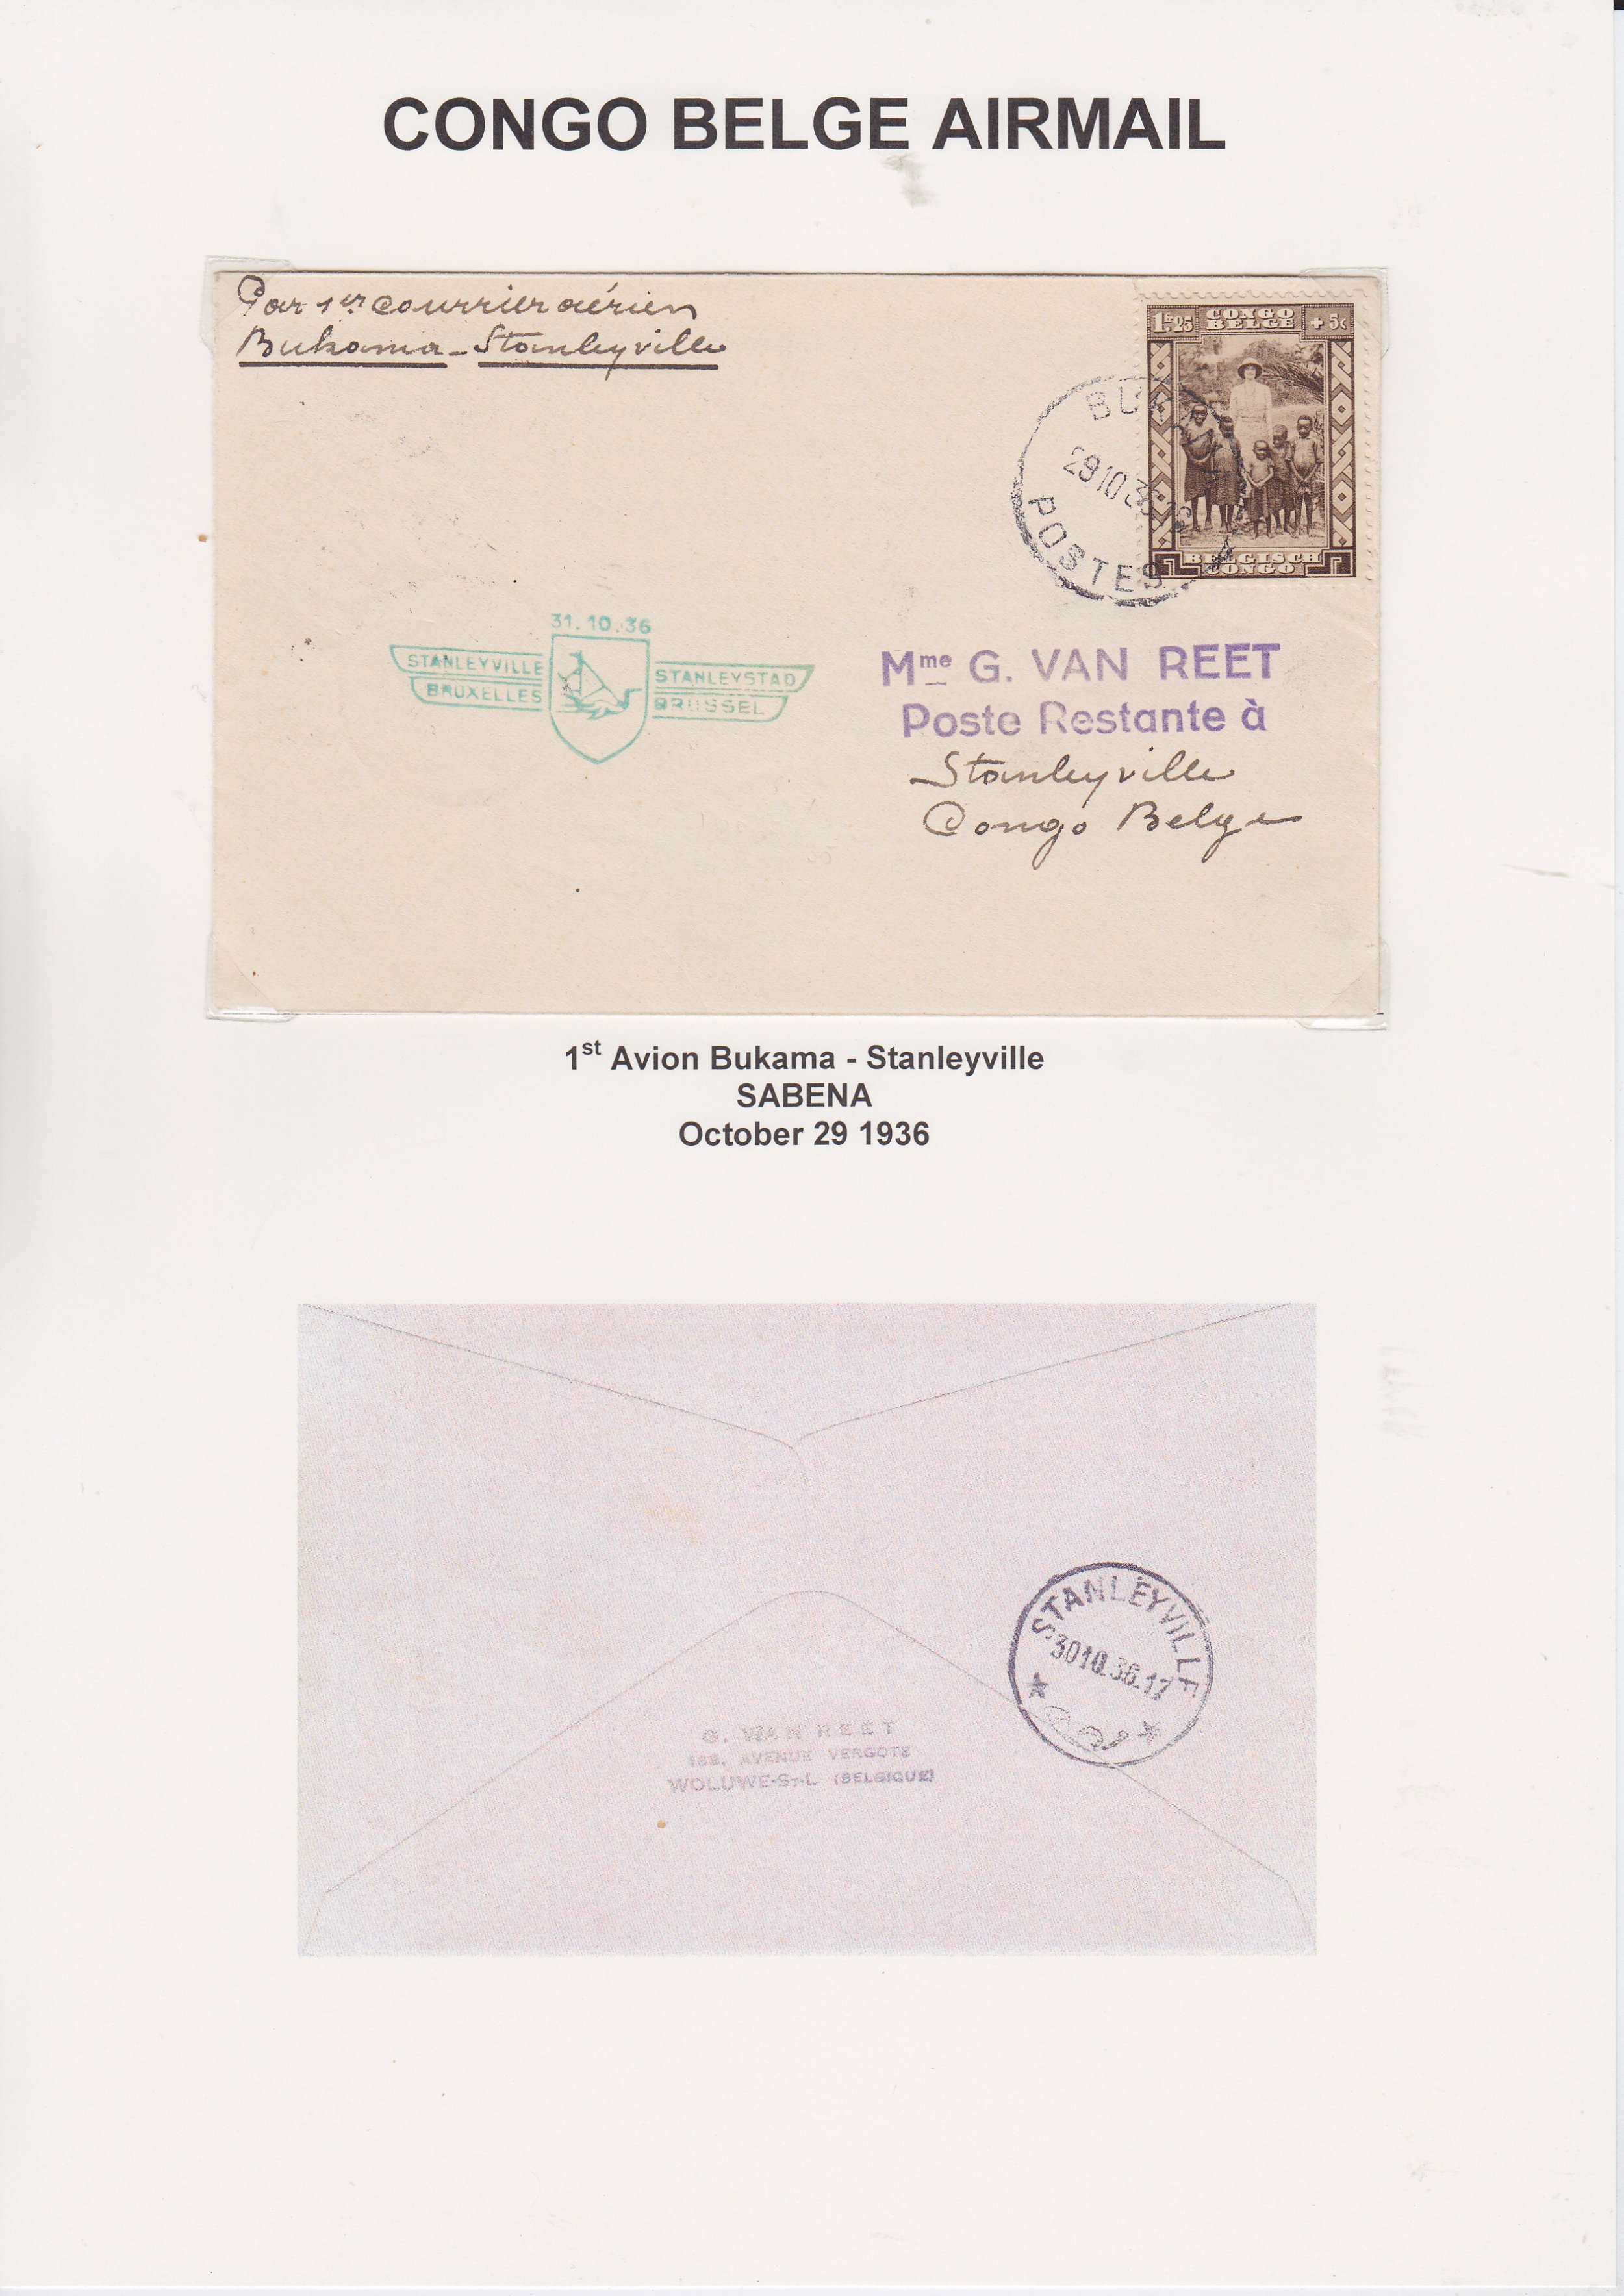 CONGO BELGE AIRMAIL
Par 1er courrier aérien
Bukama - Stanleyville
1F25 CONGO BELGE +5c
BELGISCH CONGO
BUKAMA
29 10 36
POSTES
31.10.36
STANLEYVILLE
BRUXELLES
STANLEYSTAD
BRUSSEL
Mme G. VAN REET
Poste Restante à
Stanleyville
Congo Belge
1st Avion Bukama - Stanleyville
SABENA
October 29 1936
STANLEYVILLE
30 10.36.17
G. VAN REET
AVENUE VERGOTE
WOLUWE-ST-L (BELGIQUE)